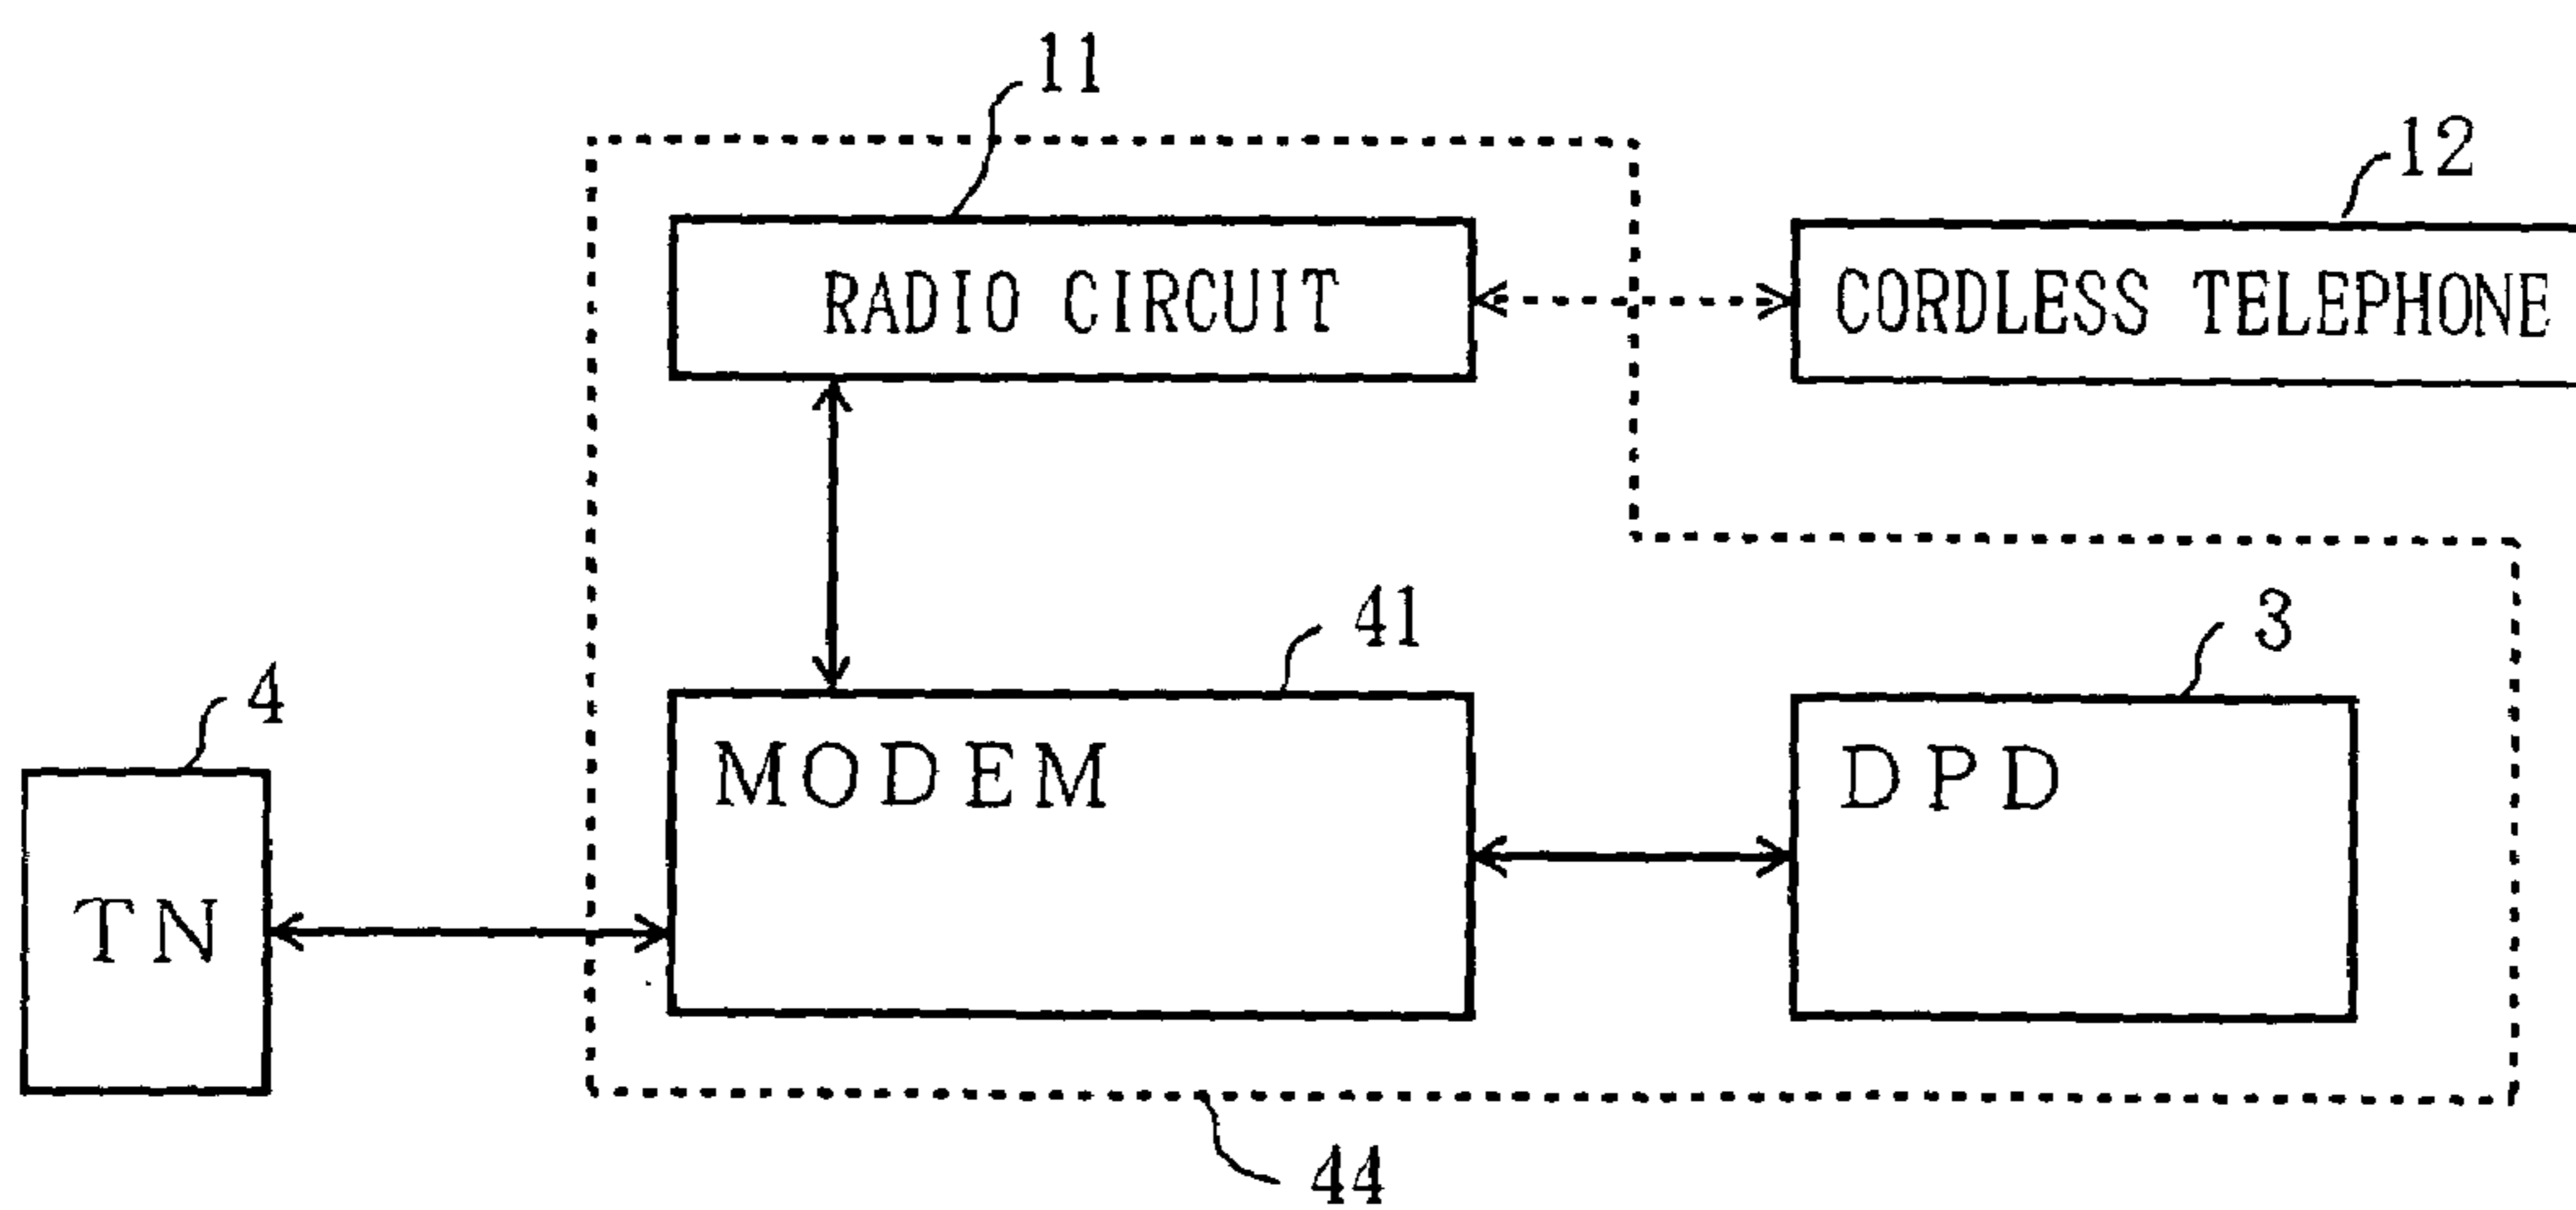 11
12
RADIO CIRCUIT
CORDLESS TELEPHONE
41
3
4
MODEM
DPD
TN
44